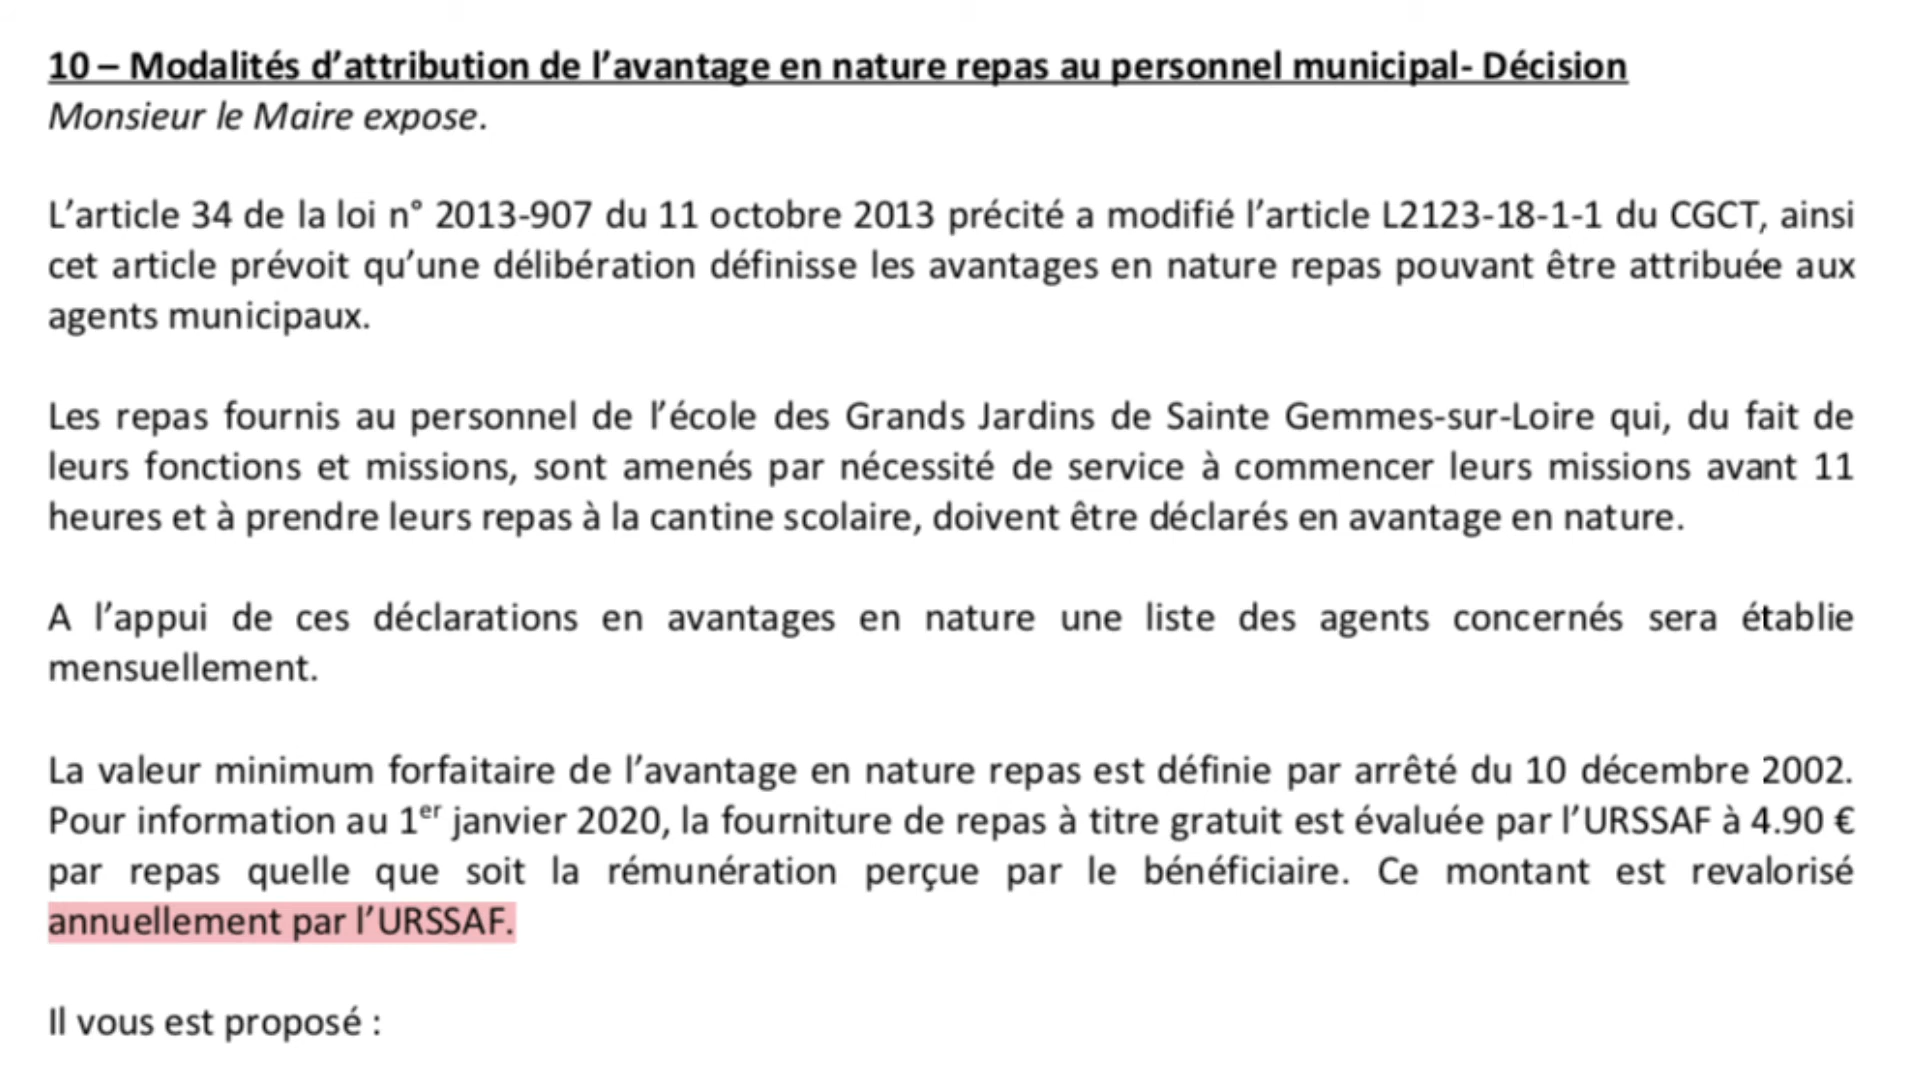 10 – Modalités d’attribution de l’avantage en nature repas au personnel municipal- Décision
Monsieur le Maire expose.
L’article 34 de la loi n° 2013-907 du 11 octobre 2013 précité a modifié l’article L2123-18-1-1 du CGCT, ainsi
cet article prévoit qu’une délibération définisse les avantages en nature repas pouvant être attribuée aux
agents municipaux.
Les repas fournis au personnel de l’école des Grands Jardins de Sainte Gemmes-sur-Loire qui, du fait de
leurs fonctions et missions, sont amenés par nécessité de service à commencer leurs missions avant 11
heures et à prendre leurs repas à la cantine scolaire, doivent être déclarés en avantage en nature.
A l’appui de ces déclarations en avantages en nature une liste des agents concernés sera établie
mensuellement.
La valeur minimum forfaitaire de l’avantage en nature repas est définie par arrêté du 10 décembre 2002.
Pour information au 1er janvier 2020, la fourniture de repas à titre gratuit est évaluée par l’URSSAF à 4.90 €
par repas quelle que soit la rémunération perçue par le bénéficiaire. Ce montant est revalorisé
annuellement par l’URSSAF.
Il vous est proposé :